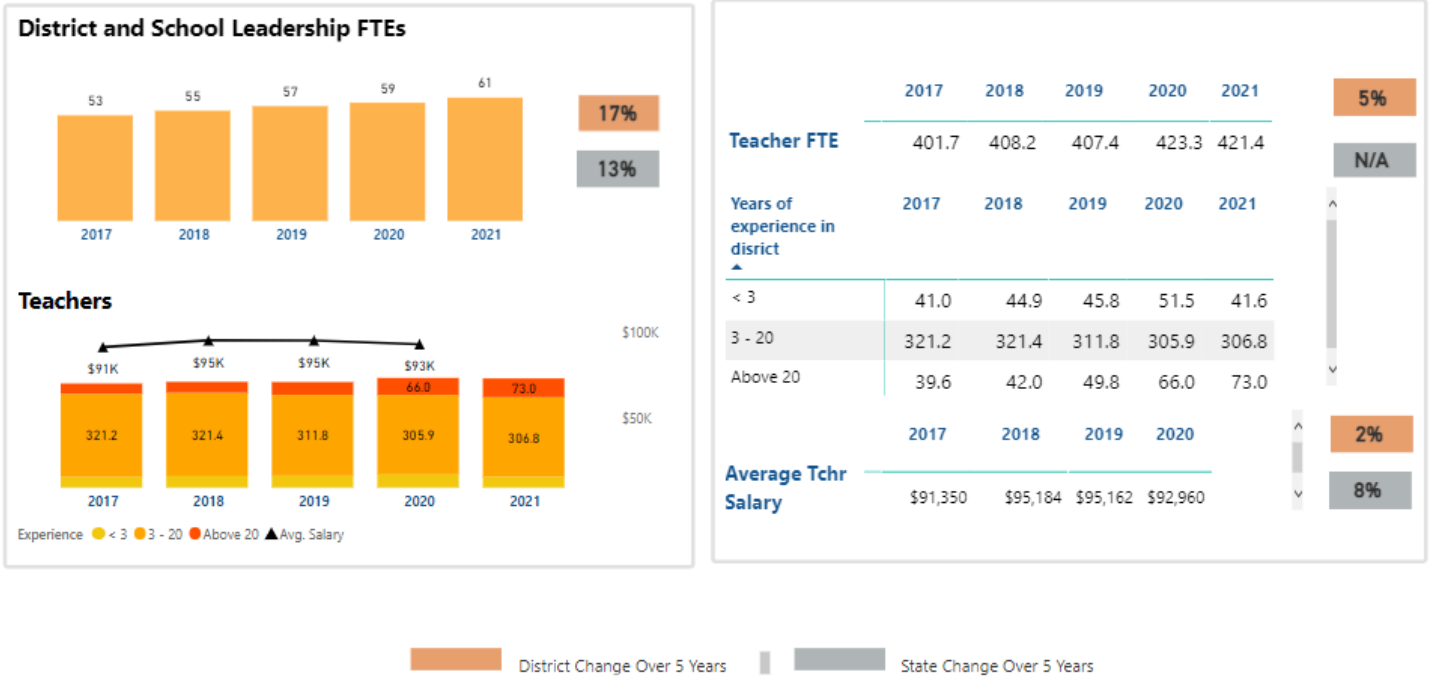 District and School Leadership FTEs
53 55 57 59 61
17%
13%
2017 2018 2019 2020 2021
Teachers
$100K
$91K $95K $95K $93K
66.0 73.0
$50K
321.2 321.4 311.8 305.9 306.8
2017 2018 2019 2020 2021
Experience < 3 3 - 20 Above 20 Avg. Salary
2017 2018 2019 2020 2021
5%
Teacher FTE 401.7 408.2 407.4 423.3 421.4
N/A
Years of 2017 2018 2019 2020 2021
experience in
disrict
< 3 41.0 44.9 45.8 51.5 41.6
3 - 20 321.2 321.4 311.8 305.9 306.8
Above 20 39.6 42.0 49.8 66.0 73.0
2017 2018 2019 2020
2%
Average Tchr
Salary $91,350 $95,184 $95,162 $92,960
8%
District Change Over 5 Years State Change Over 5 Years